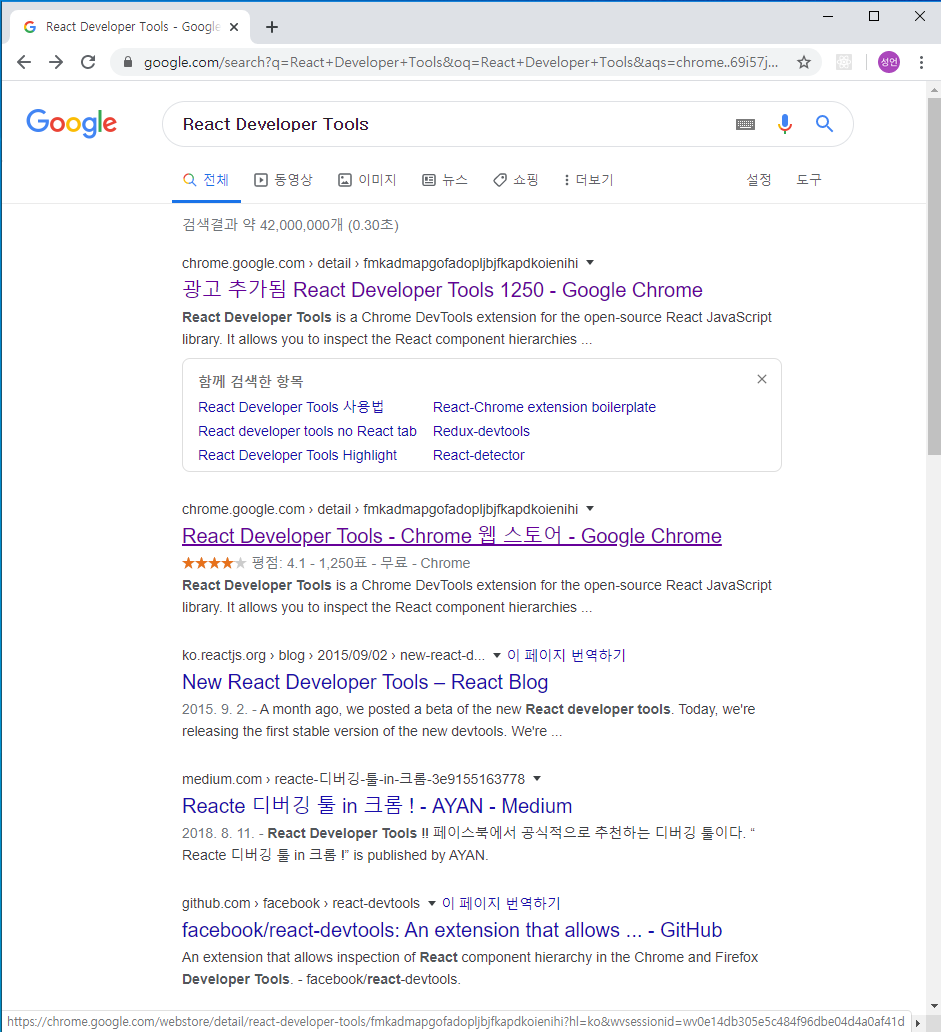 React Developer Tools - Google
google.com/search?q=React+Developer+Tools&oq=React+Developer+Tools&aqs=chrome..69i57j...
성언
Google
React Developer Tools
전체 동영상 이미지 뉴스 쇼핑 더보기 설정 도구
검색결과 약 42,000,000개 (0.30초)
chrome.google.com › detail › fmkadmapgofadopljbjfkapdkoienihi
광고 추가됨 React Developer Tools 1250 - Google Chrome
React Developer Tools is a Chrome DevTools extension for the open-source React JavaScript
library. It allows you to inspect the React component hierarchies ...
함께 검색한 항목
React Developer Tools 사용법 React-Chrome extension boilerplate
React developer tools no React tab Redux-devtools
React Developer Tools Highlight React-detector
chrome.google.com › detail › fmkadmapgofadopljbjfkapdkoienihi
React Developer Tools - Chrome 웹 스토어 - Google Chrome
평점: 4.1 - 1,250표 - 무료 - Chrome
React Developer Tools is a Chrome DevTools extension for the open-source React JavaScript
library. It allows you to inspect the React component hierarchies ...
ko.reactjs.org › blog › 2015/09/02 › new-react-d... 이 페이지 번역하기
New React Developer Tools – React Blog
2015. 9. 2. - A month ago, we posted a beta of the new React developer tools. Today, we're
releasing the first stable version of the new devtools. We're ...
medium.com › reacte-디버깅-툴-in-크롬-3e9155163778
Reacte 디버깅 툴 in 크롬 ! - AYAN - Medium
2018. 8. 11. - React Developer Tools !! 페이스북에서 공식적으로 추천하는 디버깅 툴이다. “
Reacte 디버깅 툴 in 크롬 !” is published by AYAN.
github.com › facebook › react-devtools 이 페이지 번역하기
facebook/react-devtools: An extension that allows ... - GitHub
An extension that allows inspection of React component hierarchy in the Chrome and Firefox
Developer Tools. - facebook/react-devtools.
https://chrome.google.com/webstore/detail/react-developer-tools/fmkadmapgofadopljbjfkapdkoienihi?hl=ko&wvsessionid=wv0e14db305e5c484f96dbe04d4a0af41d